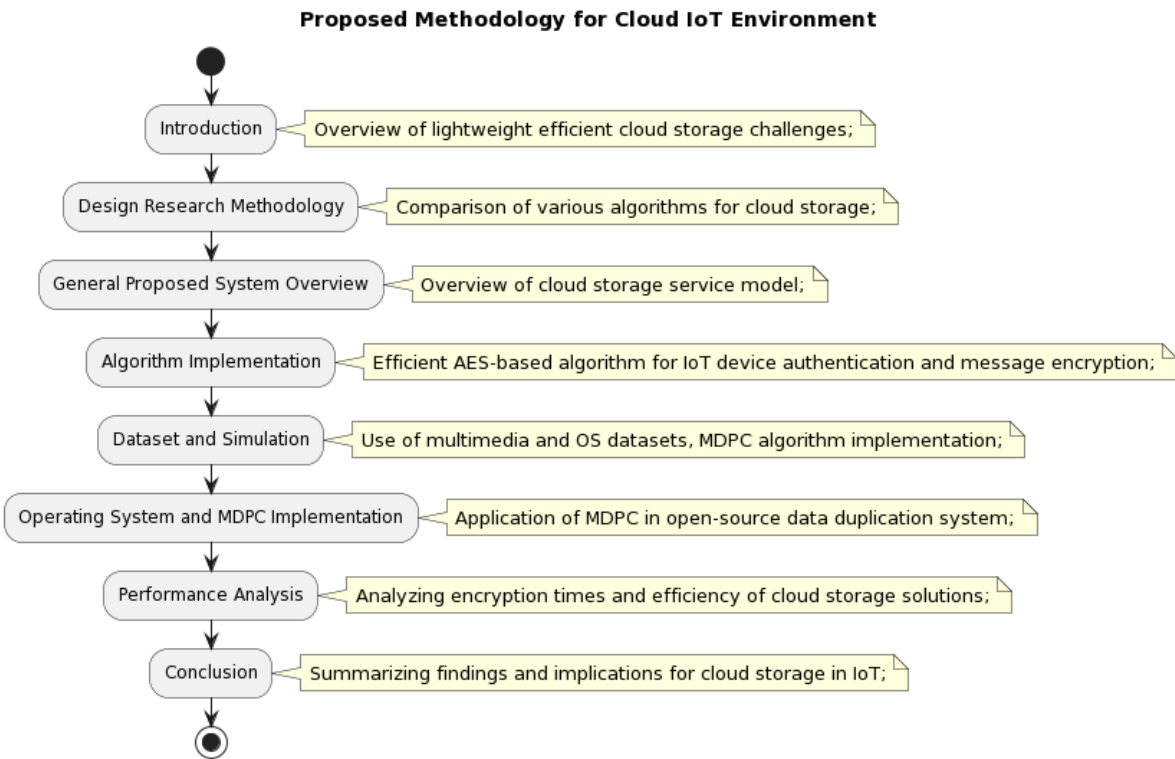 Proposed Methodology for Cloud IoT Environment
Introduction
Overview of lightweight efficient cloud storage challenges;
Design Research Methodology
Comparison of various algorithms for cloud storage;
General Proposed System Overview
Overview of cloud storage service model;
Algorithm Implementation
Efficient AES-based algorithm for IoT device authentication and message encryption;
Dataset and Simulation
Use of multimedia and OS datasets, MDPC algorithm implementation;
Operating System and MDPC Implementation
Application of MDPC in open-source data duplication system;
Performance Analysis
Analyzing encryption times and efficiency of cloud storage solutions;
Conclusion
Summarizing findings and implications for cloud storage in IoT;